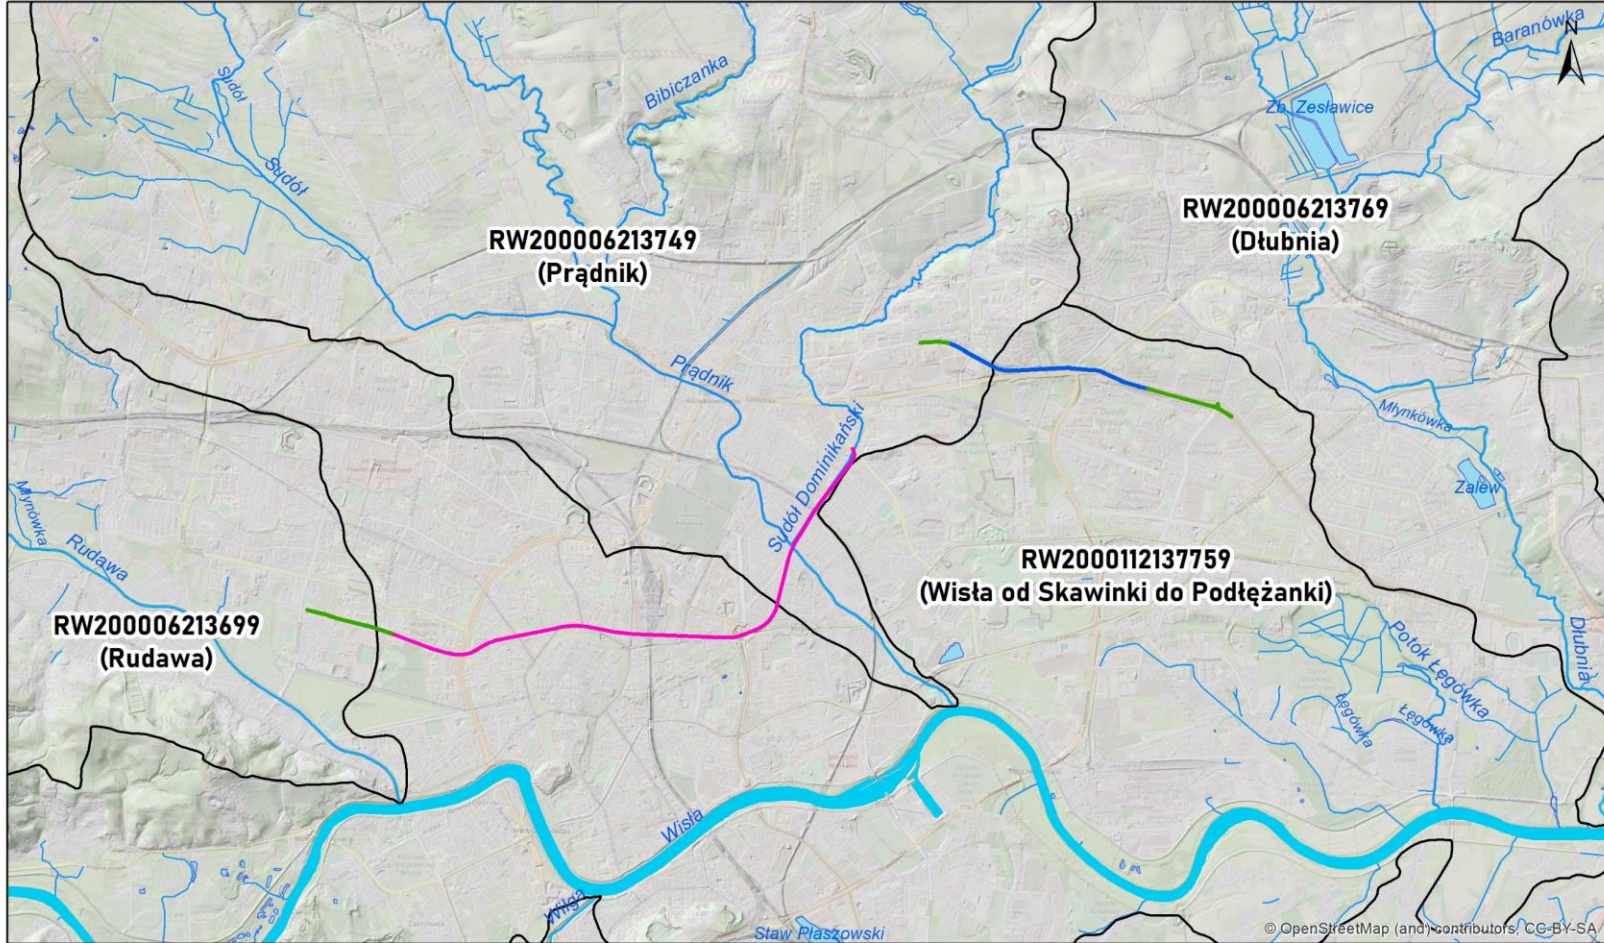 Baranówka
N
Sudół
Bibiczanka
Zb. Zesławice
Sudół
RW200006213749
(Prądnik)
RW200006213769
(Dłubnia)
Prądnik
Młynkówka
Sudół Dominikański
Zalew
Młynówka
Rudawa
RW200006213699
(Rudawa)
RW2000112137759
(Wisła od Skawinki do Podłężanki)
Potok Łęgówka
Dłubnia
Łęgówka
Łęgówka
Wisła
Wilga
Staw Płaszowski
© OpenStreetMap (and) contributors, CC-BY-SA